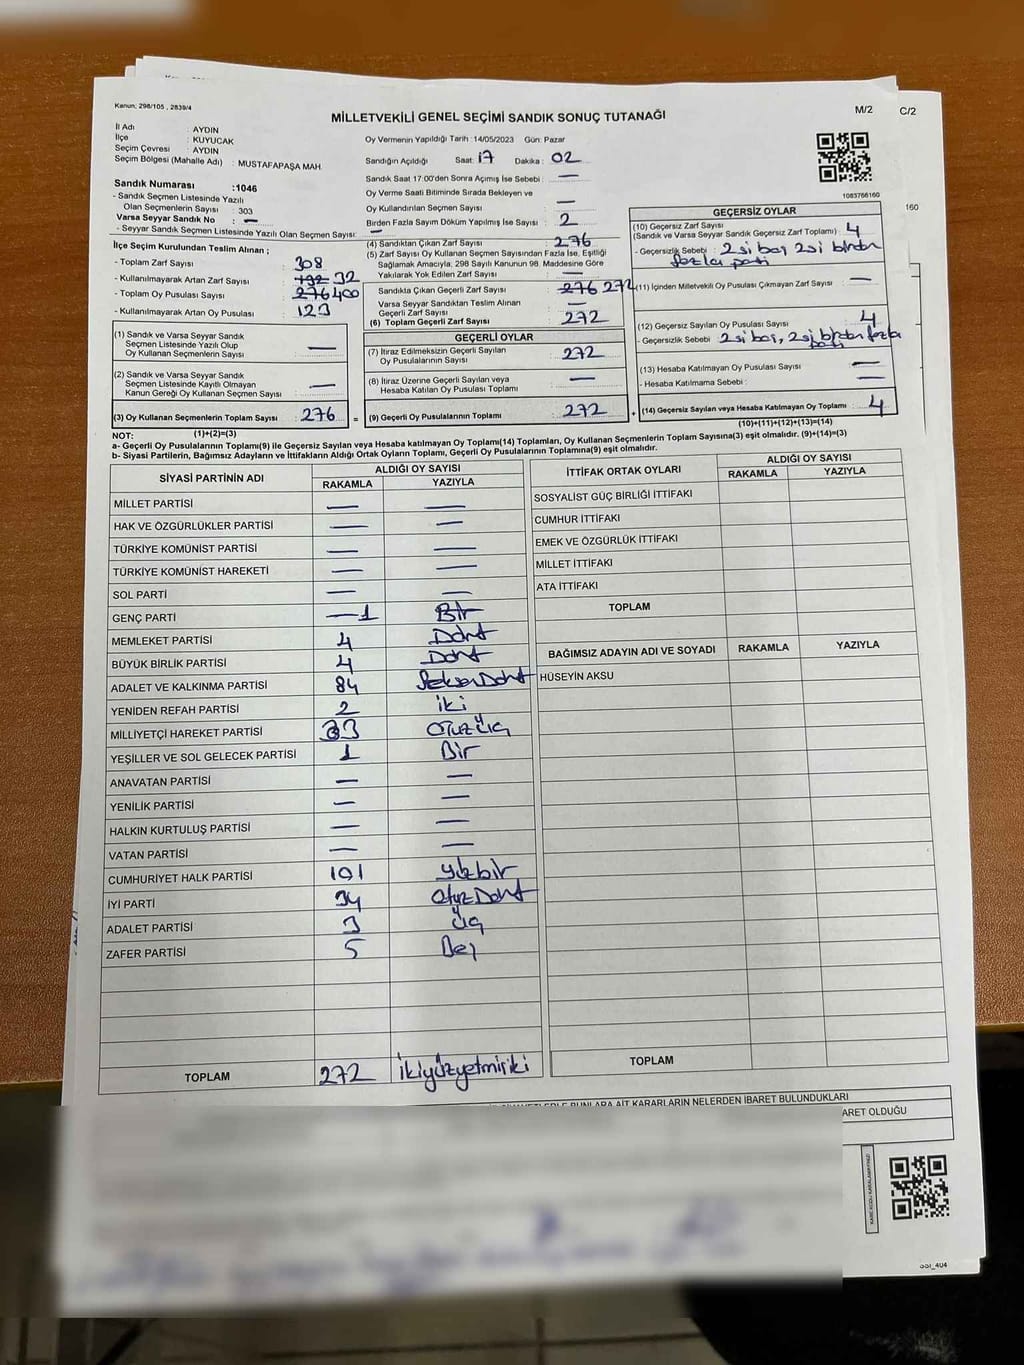 Kanun: 298/105 , 2839/4
M/2 C/2
MİLLETVEKİLİ GENEL SEÇİMİ SANDIK SONUÇ TUTANAĞI
İl Adı : AYDIN
İlçe : KUYUCAK
Seçim Çevresi : AYDIN
Seçim Bölgesi (Mahalle Adı) : MUSTAFAPAŞA MAH.
Sandık Numarası :1046
- Sandık Seçmen Listesinde Yazılı
Olan Seçmenlerin Sayısı : 303
Varsa Seyyar Sandık No : —
- Seyyar Sandık Seçmen Listesinde Yazılı Olan Seçmen Sayısı: —
Oy Vermenin Yapıldığı Tarih :14/05/2023 Gün: Pazar
Sandığın Açıldığı Saat: 17 Dakika : 02
Sandık Saat 17:00'den Sonra Açılmış İse Sebebi : —
Oy Verme Saati Bitiminde Sırada Bekleyen ve
Oy Kullandırılan Seçmen Sayısı : —
Birden Fazla Sayım Döküm Yapılmış İse Sayısı : 2
1083766160
160
İlçe Seçim Kurulundan Teslim Alınan ;
- Toplam Zarf Sayısı : 308
- Kullanılmayarak Artan Zarf Sayısı : 132 32
- Toplam Oy Pusulası Sayısı : 276 400
- Kullanılmayarak Artan Oy Pusulası : 123
(4) Sandıktan Çıkan Zarf Sayısı : 276
(5) Zarf Sayısı Oy Kullanan Seçmen Sayısından Fazla İse, Eşitliği
Sağlamak Amacıyla, 298 Sayılı Kanunun 98. Maddesine Göre
Yakılarak Yok Edilen Zarf Sayısı : —
Sandıkta Çıkan Geçerli Zarf Sayısı : 276 272
Varsa Seyyar Sandıktan Teslim Alınan
Geçerli Zarf Sayısı : —
(6) Toplam Geçerli Zarf Sayısı : 272
GEÇERSİZ OYLAR
(10) Geçersiz Zarf Sayısı
(Sandık ve Varsa Seyyar Sandık Geçersiz Zarf Toplamı) : 4
- Geçersizlik Sebebi : 2 si boş 2si birden
fazla parti
(11) İçinden Milletvekili Oy Pusulası Çıkmayan Zarf Sayısı : —
(12) Geçersiz Sayılan Oy Pusulası Sayısı : 4
- Geçersizlik Sebebi : 2 si boş, 2 si birden fazla
parti
(13) Hesaba Katılmayan Oy Pusulası Sayısı : —
- Hesaba Katılmama Sebebi : —
(14) Geçersiz Sayılan veya Hesaba Katılmayan Oy Toplamı : 4
(10)+(11)+(12)+(13)=(14)
(1) Sandık ve Varsa Seyyar Sandık
Seçmen Listesinde Yazılı Olup
Oy Kullanan Seçmenlerin Sayısı : —
(2) Sandık ve Varsa Seyyar Sandık
Seçmen Listesinde Kayıtlı Olmayan
Kanun Gereği Oy Kullanan Seçmen Sayısı : —
(3) Oy Kullanan Seçmenlerin Toplam Sayısı : 276 =
(1)+(2)=(3)
GEÇERLİ OYLAR
(7) İtiraz Edilmeksizin Geçerli Sayılan
Oy Pusulalarının Sayısı : 272
(8) İtiraz Üzerine Geçerli Sayılan veya
Hesaba Katılan Oy Pusulası Toplamı : —
(9) Geçerli Oy Pusulalarının Toplamı : 272 +
NOT:
a- Geçerli Oy Pusulalarının Toplamı(9) ile Geçersiz Sayılan veya Hesaba katılmayan Oy Toplamı(14) Toplamları, Oy Kullanan Seçmenlerin Toplam Sayısına(3) eşit olmalıdır. (9)+(14)=(3)
b- Siyasi Partilerin, Bağımsız Adayların ve İttifakların Aldığı Ortak Oyların Toplamı, Geçerli Oy Pusulalarının Toplamına(9) eşit olmalıdır.
SİYASİ PARTİNİN ADI ALDIĞI OY SAYISI
RAKAMLA YAZIYLA
MİLLET PARTİSİ — —
HAK VE ÖZGÜRLÜKLER PARTİSİ — —
TÜRKİYE KOMÜNİST PARTİSİ — —
TÜRKİYE KOMÜNİST HAREKETİ — —
SOL PARTİ — —
GENÇ PARTİ — 1 Bir
MEMLEKET PARTİSİ 4 Dört
BÜYÜK BİRLİK PARTİSİ 4 Dört
ADALET VE KALKINMA PARTİSİ 84 SeksenDört
YENİDEN REFAH PARTİSİ 2 iki
MİLLİYETÇİ HAREKET PARTİSİ 33 OtuzÜç
YEŞİLLER VE SOL GELECEK PARTİSİ 1 Bir
ANAVATAN PARTİSİ — —
YENİLİK PARTİSİ — —
HALKIN KURTULUŞ PARTİSİ — —
VATAN PARTİSİ — —
CUMHURİYET HALK PARTİSİ 101 yüzbir
İYİ PARTİ 34 OtuzDört
ADALET PARTİSİ 3 üç
ZAFER PARTİSİ 5 Beş
TOPLAM 272 ikiyüzyetmişiki
İTTİFAK ORTAK OYLARI ALDIĞI OY SAYISI
RAKAMLA YAZIYLA
SOSYALİST GÜÇ BİRLİĞİ İTTİFAKI
CUMHUR İTTİFAKI
EMEK VE ÖZGÜRLÜK İTTİFAKI
MİLLET İTTİFAKI
ATA İTTİFAKI
TOPLAM
BAĞIMSIZ ADAYIN ADI VE SOYADI RAKAMLA YAZIYLA
HÜSEYİN AKSU
TOPLAM
BUNLARA AİT KARARLARIN NELERDEN İBARET BULUNDUKLARI
ARET OLDUĞU